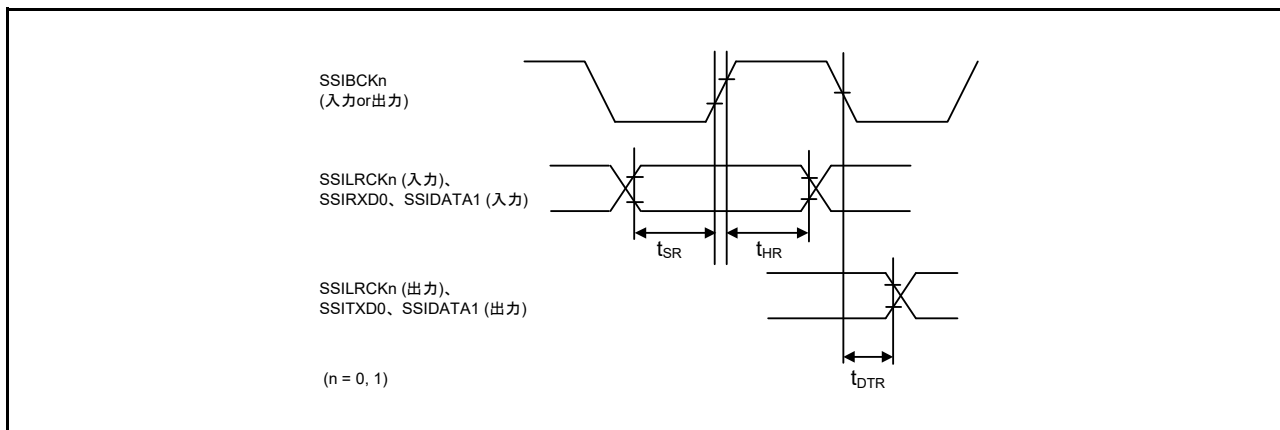 SSIBCKn
(入力or出力)
SSILRCKn (入力)、
SSIRXD0、SSIDATA1 (入力)
tSR
tHR
SSILRCKn (出力)、
SSITXD0、SSIDATA1 (出力)
tDTR
(n = 0, 1)